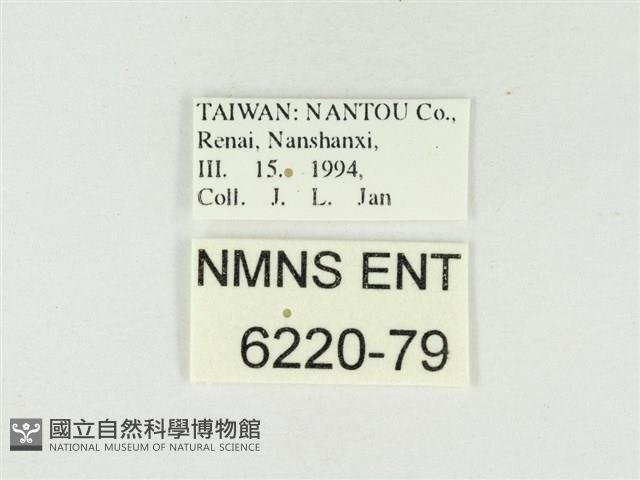 TAIWAN: NANTOU Co.,
Renai, Nanshanxi,
III. 15. 1994,
Coll. J. L. Jan
NMNS ENT
6220-79
國立自然科學博物館
NATIONAL MUSEUM OF NATURAL SCIENCE